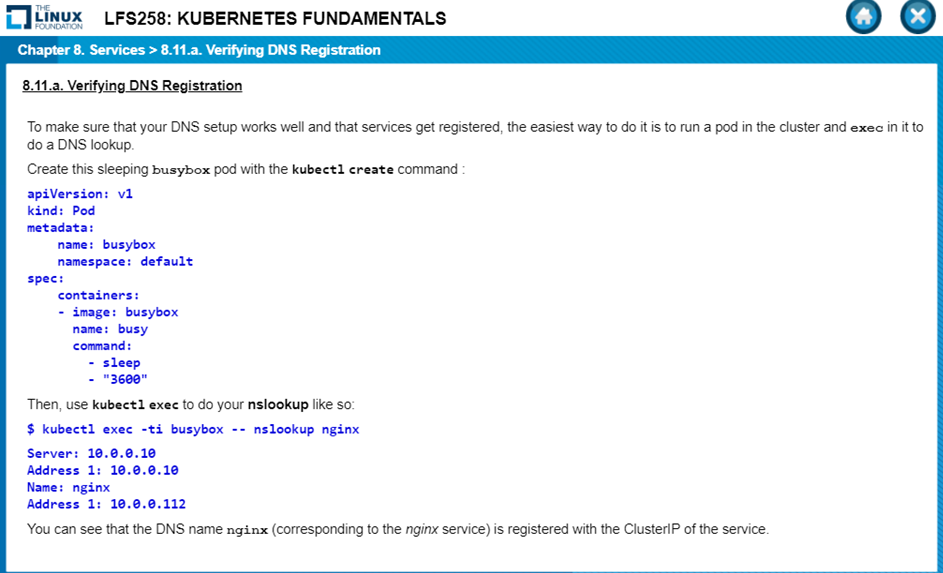 THE
LINUX
FOUNDATION
LFS258: KUBERNETES FUNDAMENTALS
Chapter 8. Services > 8.11.a. Verifying DNS Registration
8.11.a. Verifying DNS Registration
To make sure that your DNS setup works well and that services get registered, the easiest way to do it is to run a pod in the cluster and exec in it to
do a DNS lookup.
Create this sleeping busybox pod with the kubectl create command :
apiVersion: v1
kind: Pod
metadata:
    name: busybox
    namespace: default
spec:
    containers:
    - image: busybox
      name: busy
      command:
        - sleep
        - "3600"
Then, use kubectl exec to do your nslookup like so:
$ kubectl exec -ti busybox -- nslookup nginx
Server: 10.0.0.10
Address 1: 10.0.0.10
Name: nginx
Address 1: 10.0.0.112
You can see that the DNS name nginx (corresponding to the nginx service) is registered with the ClusterIP of the service.